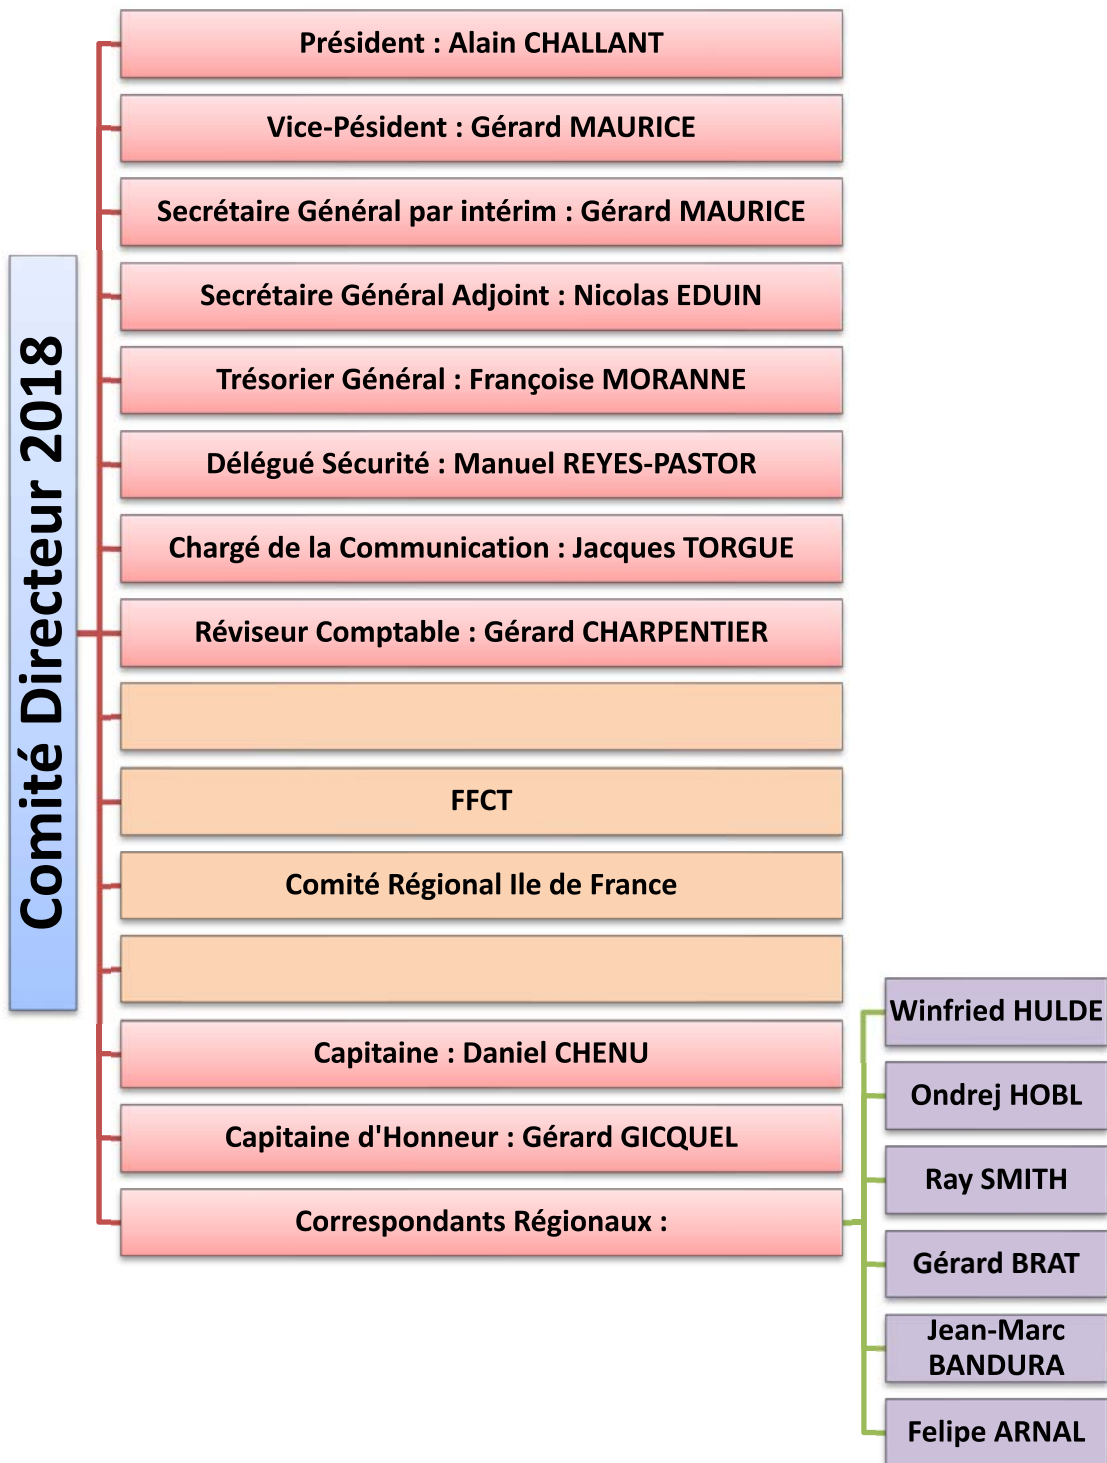 Comité Directeur 2018
Président : Alain CHALLANT
Vice-Pésident : Gérard MAURICE
Secrétaire Général par intérim : Gérard MAURICE
Secrétaire Général Adjoint : Nicolas EDUIN
Trésorier Général : Françoise MORANNE
Délégué Sécurité : Manuel REYES-PASTOR
Chargé de la Communication : Jacques TORGUE
Réviseur Comptable : Gérard CHARPENTIER
FFCT
Comité Régional Ile de France
Capitaine : Daniel CHENU
Capitaine d'Honneur : Gérard GICQUEL
Correspondants Régionaux :
Winfried HULDE
Ondrej HOBL
Ray SMITH
Gérard BRAT
Jean-Marc
BANDURA
Felipe ARNAL